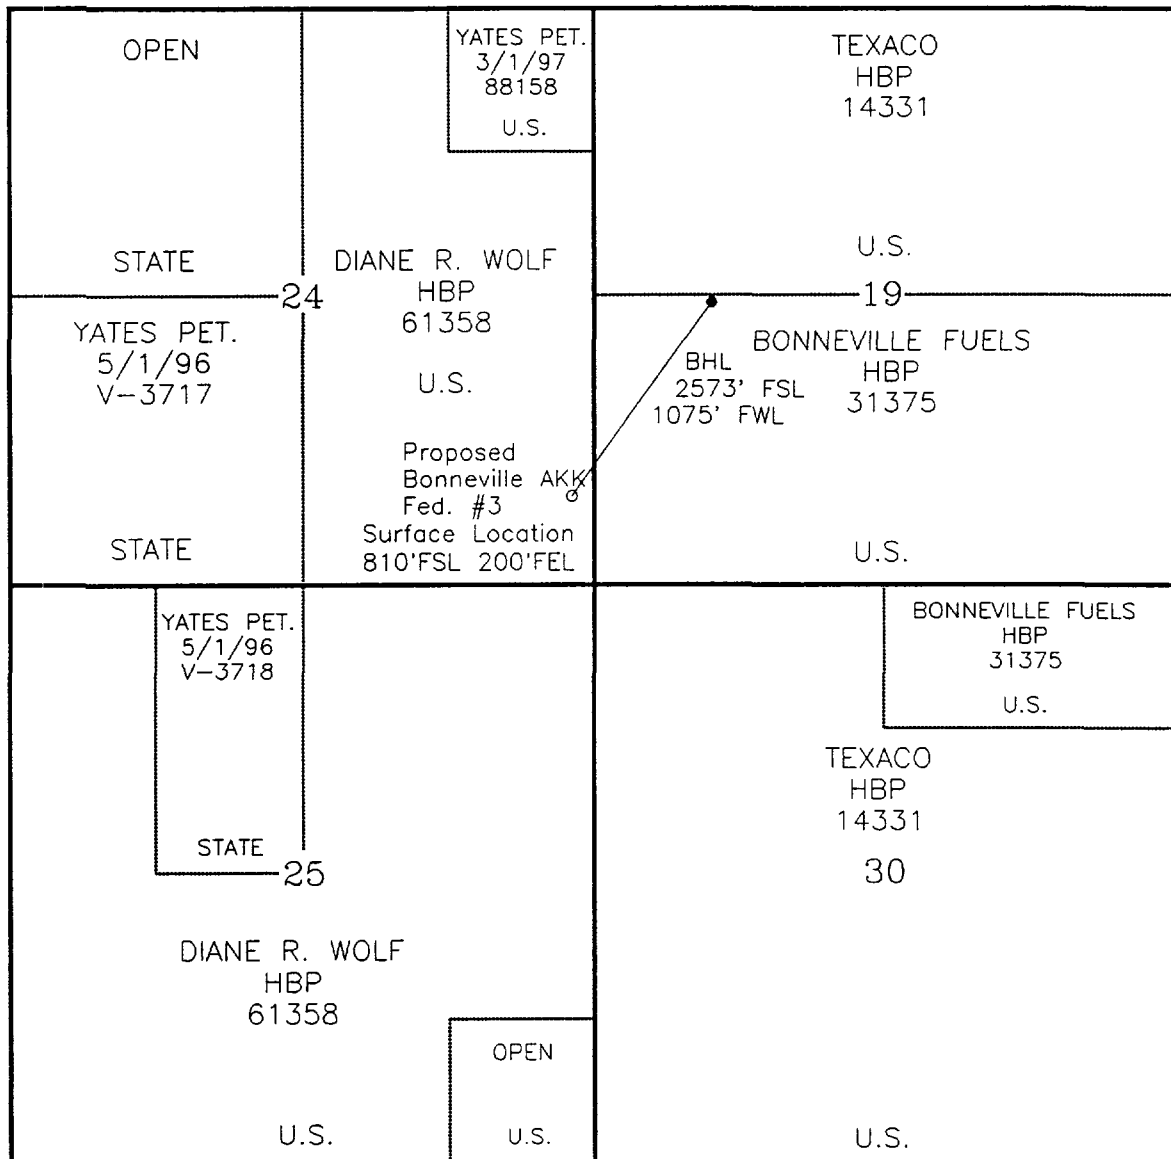 OPEN
STATE
YATES PET.
3/1/97
88158
U.S.
TEXACO
HBP
14331
U.S.
24
DIANE R. WOLF
HBP
61358
U.S.
19
YATES PET.
5/1/96
V-3717
STATE
BONNEVILLE FUELS
HBP
31375
U.S.
BHL
2573' FSL
1075' FWL
Proposed
Bonneville AKK
Fed. #3
Surface Location
810'FSL 200'FEL
YATES PET.
5/1/96
V-3718
STATE
25
BONNEVILLE FUELS
HBP
31375
U.S.
TEXACO
HBP
14331
30
U.S.
DIANE R. WOLF
HBP
61358
U.S.
OPEN
U.S.